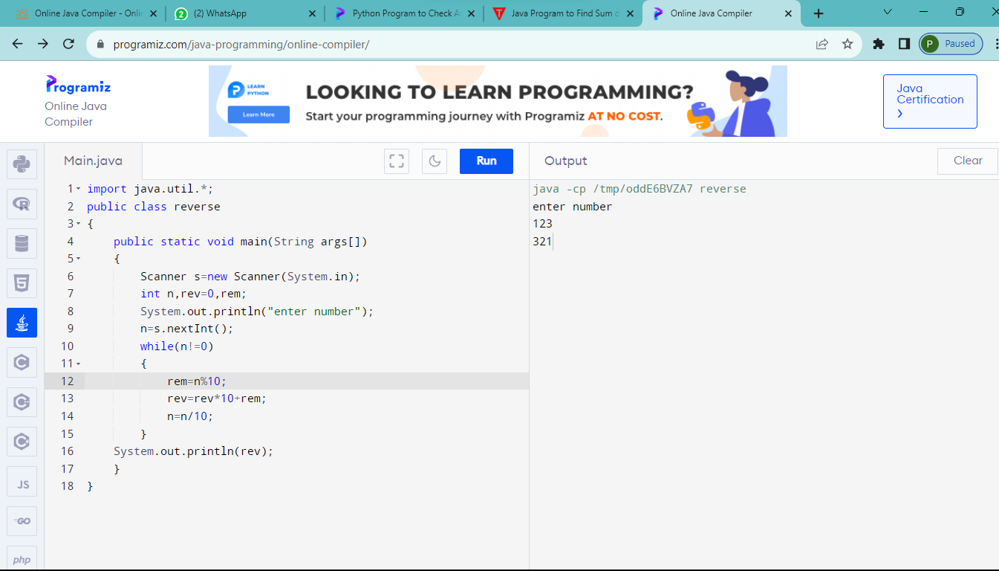 Online Java Compiler - Onlin
(2) WhatsApp
Python Program to Check A
Java Program to Find Sum o
Online Java Compiler
programiz.com/java-programming/online-compiler/
P Paused
Programiz
Online Java
Compiler
LEARN
PYTHON
Learn More
LOOKING TO LEARN PROGRAMMING?
Start your programming journey with Programiz AT NO COST.
Java
Certification
>
Main.java
Run
Output
Clear
1 import java.util.*;
2 public class reverse
3 {
4 public static void main(String args[])
5 {
6 Scanner s=new Scanner(System.in);
7 int n,rev=0,rem;
8 System.out.println("enter number");
9 n=s.nextInt();
10 while(n!=0)
11 {
12 rem=n%10;
13 rev=rev*10+rem;
14 n=n/10;
15 }
16 System.out.println(rev);
17 }
18 }
java -cp /tmp/oddE6BVZA7 reverse
enter number
123
321
R
5
C
C
C
JS
GO
php